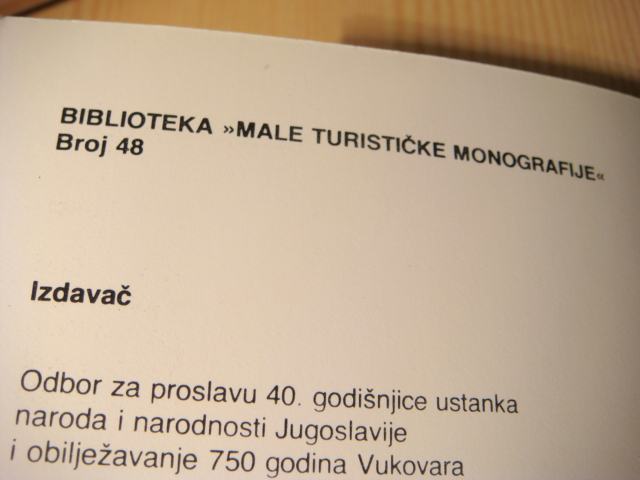 BIBLIOTEKA »MALE TURISTIČKE MONOGRAFIJE«
Broj 48
Izdavač
Odbor za proslavu 40. godišnjice ustanka
naroda i narodnosti Jugoslavije
i obilježavanje 750 godina Vukovara